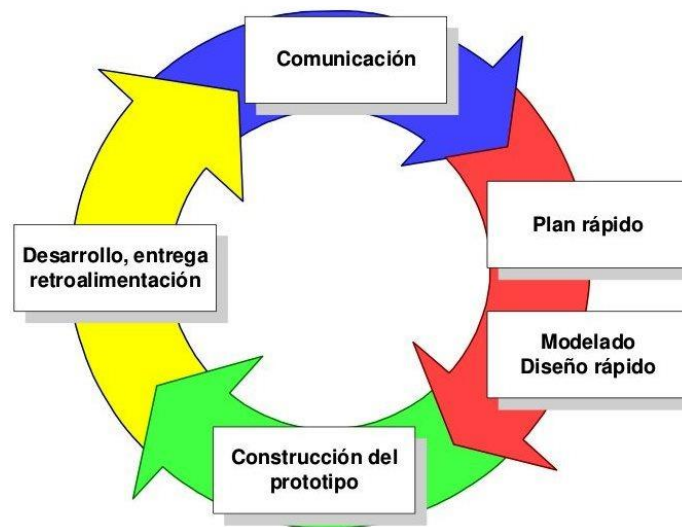 Comunicación
Plan rápido
Modelado
Diseño rápido
Construcción del
prototipo
Desarrollo, entrega
retroalimentación